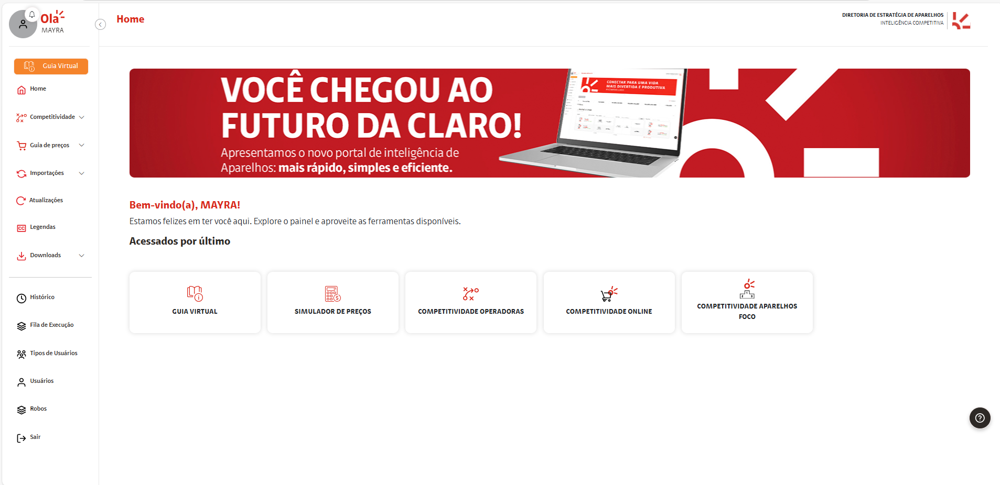 Olá
MAYRA
Home
DIRETORIA DE ESTRATÉGIA DE APARELHOS
INTELIGÊNCIA COMPETITIVA
Guia Virtual
Home
Competitividade
Guia de preços
Importações
Atualizações
Legendas
Downloads
Histórico
Fila de Execução
Tipos de Usuários
Usuários
Robos
Sair
VOCÊ CHEGOU AO
FUTURO DA CLARO!
Apresentamos o novo portal de inteligência de
Aparelhos: mais rápido, simples e eficiente.
CONECTAR PARA UMA VIDA
MAIS DIVERTIDA E PRODUTIVA
Bem-vindo(a), MAYRA!
Estamos felizes em ter você aqui. Explore o painel e aproveite as ferramentas disponíveis.
Acessados por último
GUIA VIRTUAL
SIMULADOR DE PREÇOS
COMPETITIVIDADE OPERADORAS
COMPETITIVIDADE ONLINE
COMPETITIVIDADE APARELHOS
FOCO